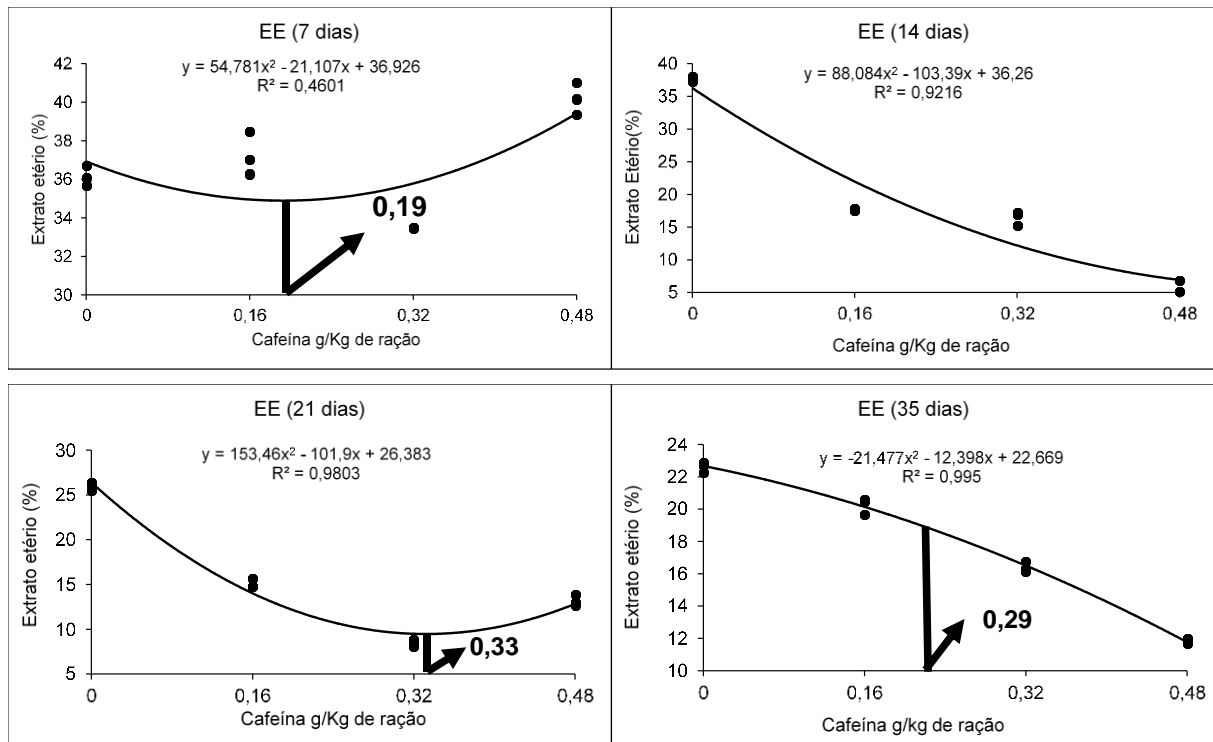 EE (7 dias)
y = 54,781x² - 21,107x + 36,926
R² = 0,4601
Extrato etério (%)
42
40
38
36
34
32
30
0,19
0
0,16
0,32
0,48
Cafeína g/Kg de ração
EE (14 dias)
y = 88,084x² - 103,39x + 36,26
R² = 0,9216
Extrato Etério(%)
40
35
30
25
20
15
10
5
0
0,16
0,32
0,48
Cafeína g/Kg de ração
EE (21 dias)
y = 153,46x² - 101,9x + 26,383
R² = 0,9803
Extrato etério (%)
30
25
20
15
10
5
0,33
0
0,16
0,32
0,48
Cafeína g/Kg de ração
EE (35 dias)
y = -21,477x² - 12,398x + 22,669
R² = 0,995
Extrato etério (%)
24
22
20
18
16
14
12
10
0,29
0
0,16
0,32
0,48
Cafeína g/kg de ração